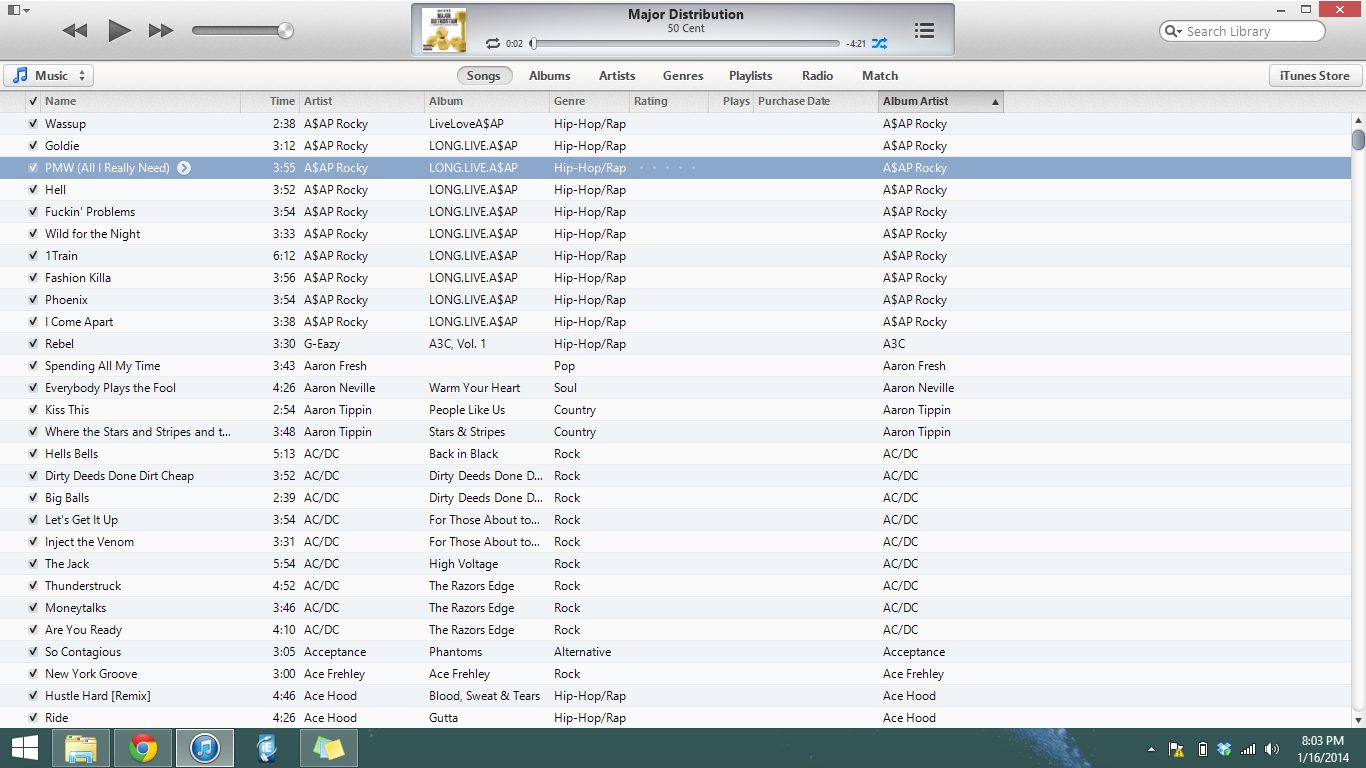 Major Distribution
50 Cent
0:02 -4:21
Search Library
Music Songs Albums Artists Genres Playlists Radio Match iTunes Store
Name Time Artist Album Genre Rating Plays Purchase Date Album Artist
Wassup 2:38 A$AP Rocky LiveLoveA$AP Hip-Hop/Rap A$AP Rocky
Goldie 3:12 A$AP Rocky LONG.LIVE.A$AP Hip-Hop/Rap A$AP Rocky
PMW (All I Really Need) 3:55 A$AP Rocky LONG.LIVE.A$AP Hip-Hop/Rap A$AP Rocky
Hell 3:52 A$AP Rocky LONG.LIVE.A$AP Hip-Hop/Rap A$AP Rocky
Fuckin' Problems 3:54 A$AP Rocky LONG.LIVE.A$AP Hip-Hop/Rap A$AP Rocky
Wild for the Night 3:33 A$AP Rocky LONG.LIVE.A$AP Hip-Hop/Rap A$AP Rocky
1Train 6:12 A$AP Rocky LONG.LIVE.A$AP Hip-Hop/Rap A$AP Rocky
Fashion Killa 3:56 A$AP Rocky LONG.LIVE.A$AP Hip-Hop/Rap A$AP Rocky
Phoenix 3:54 A$AP Rocky LONG.LIVE.A$AP Hip-Hop/Rap A$AP Rocky
I Come Apart 3:38 A$AP Rocky LONG.LIVE.A$AP Hip-Hop/Rap A$AP Rocky
Rebel 3:30 G-Eazy A3C, Vol. 1 Hip-Hop/Rap A3C
Spending All My Time 3:43 Aaron Fresh Pop Aaron Fresh
Everybody Plays the Fool 4:26 Aaron Neville Warm Your Heart Soul Aaron Neville
Kiss This 2:54 Aaron Tippin People Like Us Country Aaron Tippin
Where the Stars and Stripes and t... 3:48 Aaron Tippin Stars & Stripes Country Aaron Tippin
Hells Bells 5:13 AC/DC Back in Black Rock AC/DC
Dirty Deeds Done Dirt Cheap 3:52 AC/DC Dirty Deeds Done D... Rock AC/DC
Big Balls 2:39 AC/DC Dirty Deeds Done D... Rock AC/DC
Let's Get It Up 3:54 AC/DC For Those About to... Rock AC/DC
Inject the Venom 3:31 AC/DC For Those About to... Rock AC/DC
The Jack 5:54 AC/DC High Voltage Rock AC/DC
Thunderstruck 4:52 AC/DC The Razors Edge Rock AC/DC
Moneytalks 3:46 AC/DC The Razors Edge Rock AC/DC
Are You Ready 4:10 AC/DC The Razors Edge Rock AC/DC
So Contagious 3:05 Acceptance Phantoms Alternative Acceptance
New York Groove 3:00 Ace Frehley Ace Frehley Rock Ace Frehley
Hustle Hard [Remix] 4:46 Ace Hood Blood, Sweat & Tears Hip-Hop/Rap Ace Hood
Ride 4:26 Ace Hood Gutta Hip-Hop/Rap Ace Hood
8:03 PM
1/16/2014